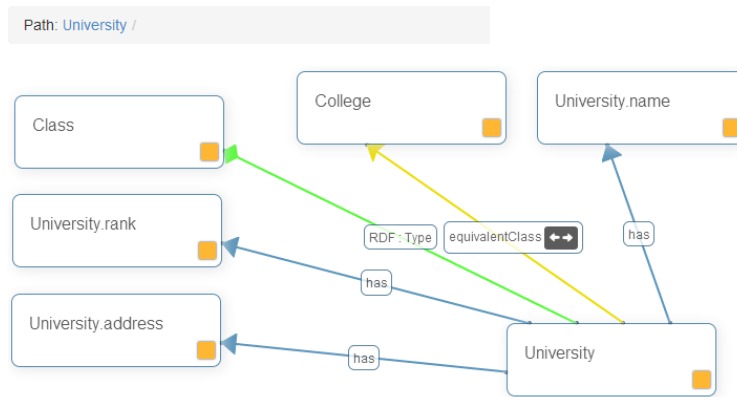 Path: University /
College
University.name
Class
University.rank
RDF : Type
equivalentClass
has
has
University.address
has
University